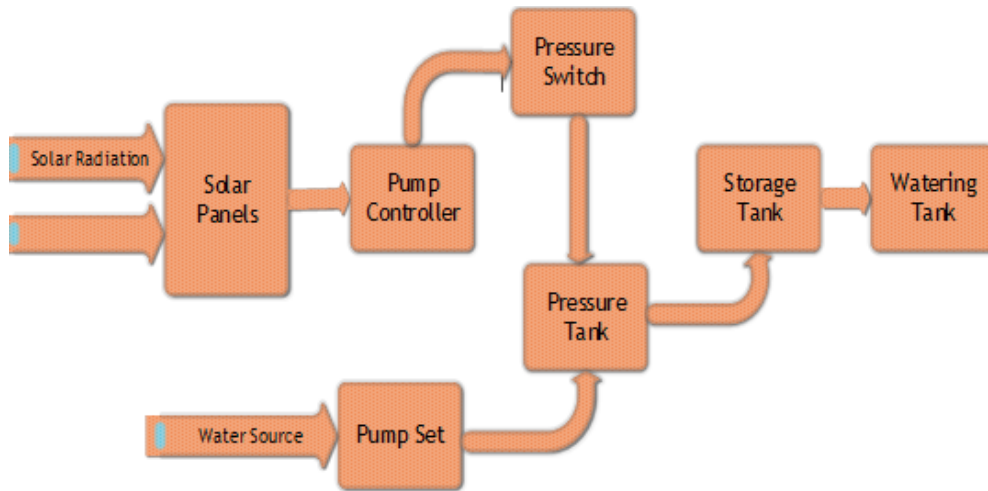 Pressure
Switch
Solar Radiation
Solar
Panels
Pump
Controller
Storage
Tank
Watering
Tank
Pressure
Tank
Water Source
Pump Set